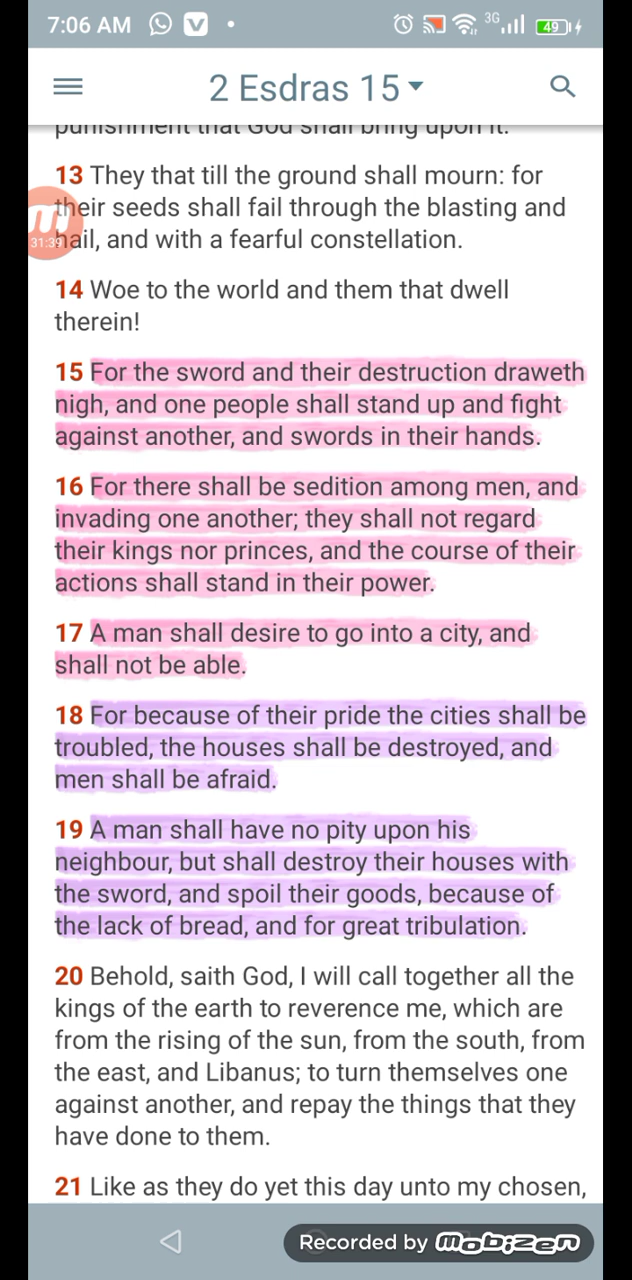 7:06 AM
3G
49
2 Esdras 15
punishment that God shall bring upon it.
13 They that till the ground shall mourn: for
their seeds shall fail through the blasting and
31:39
hail, and with a fearful constellation.
14 Woe to the world and them that dwell
therein!
15 For the sword and their destruction draweth
nigh, and one people shall stand up and fight
against another, and swords in their hands.
16 For there shall be sedition among men, and
invading one another; they shall not regard
their kings nor princes, and the course of their
actions shall stand in their power.
17 A man shall desire to go into a city, and
shall not be able.
18 For because of their pride the cities shall be
troubled, the houses shall be destroyed, and
men shall be afraid.
19 A man shall have no pity upon his
neighbour, but shall destroy their houses with
the sword, and spoil their goods, because of
the lack of bread, and for great tribulation.
20 Behold, saith God, I will call together all the
kings of the earth to reverence me, which are
from the rising of the sun, from the south, from
the east, and Libanus; to turn themselves one
against another, and repay the things that they
have done to them.
21 Like as they do yet this day unto my chosen,
Recorded by mobizen